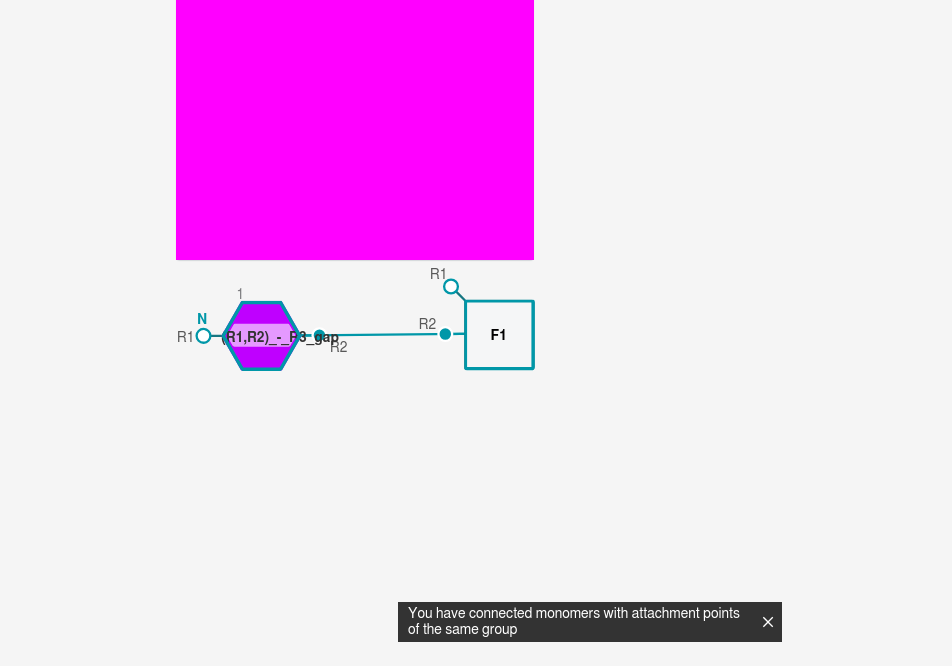 R1
1
R2
N
F1
R1
(R1,R2)_-_R3_gap
R2
You have connected monomers with attachment points
of the same group